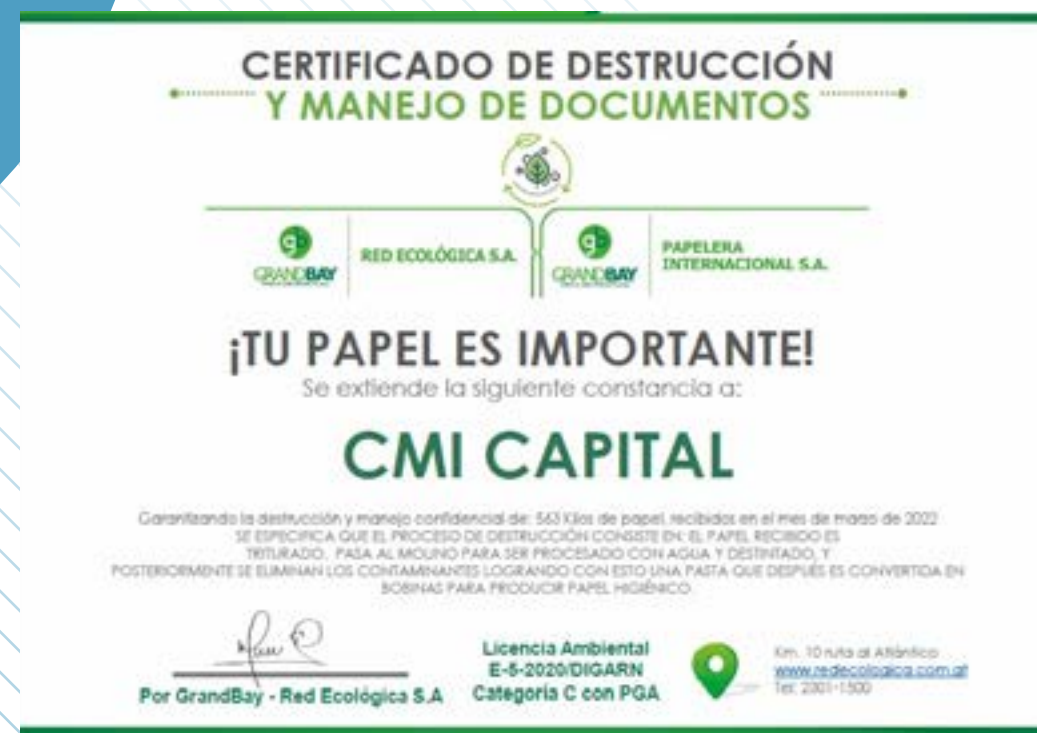 CERTIFICADO DE DESTRUCCIÓN
Y MANEJO DE DOCUMENTOS
gb
GRANDBAY
RED ECOLÓGICA S.A.
gb
GRANDBAY
PAPELERA
INTERNACIONAL S.A.
¡TU PAPEL ES IMPORTANTE!
Se extiende la siguiente constancia a:
CMI CAPITAL
Garantizando la destrucción y manejo confidencial de: 563 Kilos de papel, recibidos en el mes de marzo de 2022
SE ESPECIFICA QUE EL PROCESO DE DESTRUCCIÓN CONSISTE EN: EL PAPEL RECIBIDO ES
TRITURADO, PASA AL MOLINO PARA SER PROCESADO CON AGUA Y DESTINTADO, Y
POSTERIORMENTE SE ELIMINAN LOS CONTAMINANTES LOGRANDO CON ESTO UNA PASTA QUE DESPUÉS ES CONVERTIDA EN
BOBINAS PARA PRODUCIR PAPEL HIGIÉNICO
Por GrandBay - Red Ecológica S.A
Licencia Ambiental
E-5-2020/DIGARN
Categoría C con PGA
Km. 10 ruta al Atlántico
www.redecologica.com.gt
Tel: 2301-1500